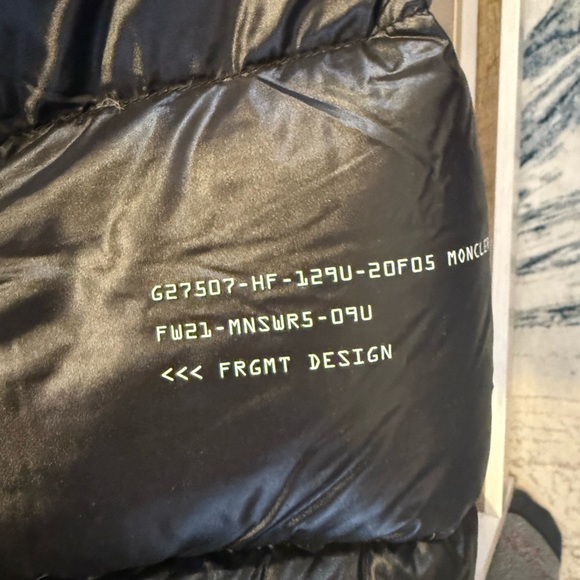 G27507-HF-129U-20F05 MONCLER
FW21-MNSWR5-09U
<<< FRGMT DESIGN